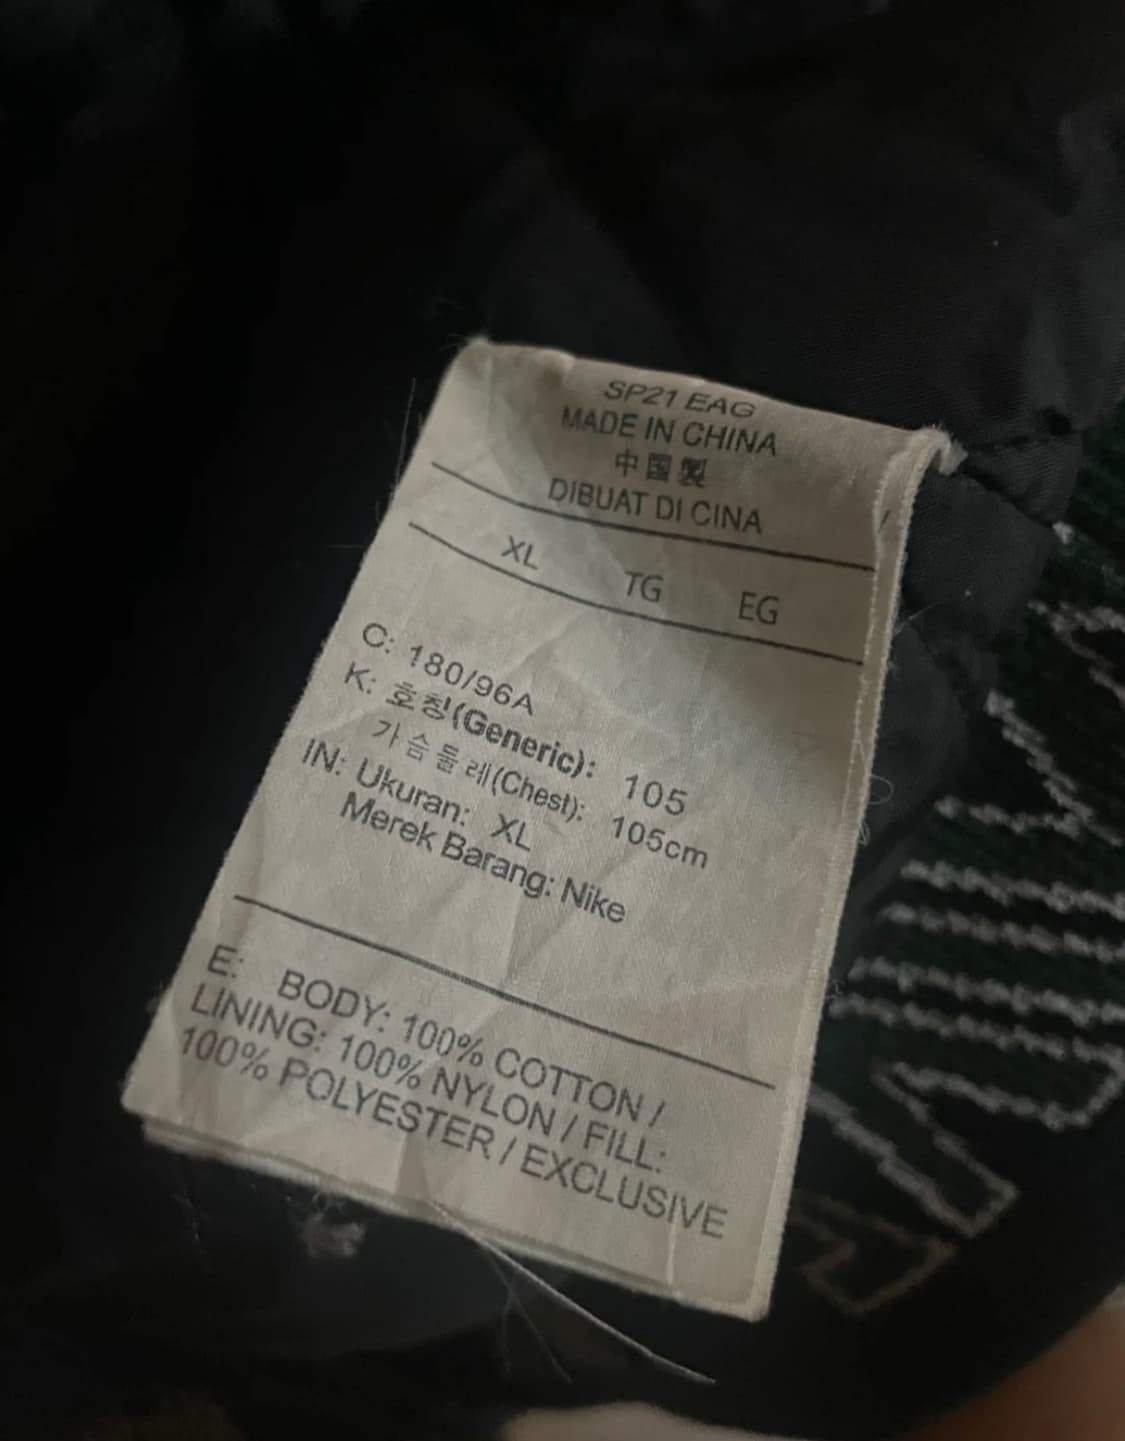 SP21 EAG
MADE IN CHINA
中国製
DIBUAT DI CINA
XL TG EG
C: 180/96A
K: 호칭(Generic): 105
가슴둘레(Chest): 105cm
IN: Ukuran: XL
Merek Barang: Nike
E: BODY: 100% COTTON /
LINING: 100% NYLON / FILL:
100% POLYESTER / EXCLUSIVE